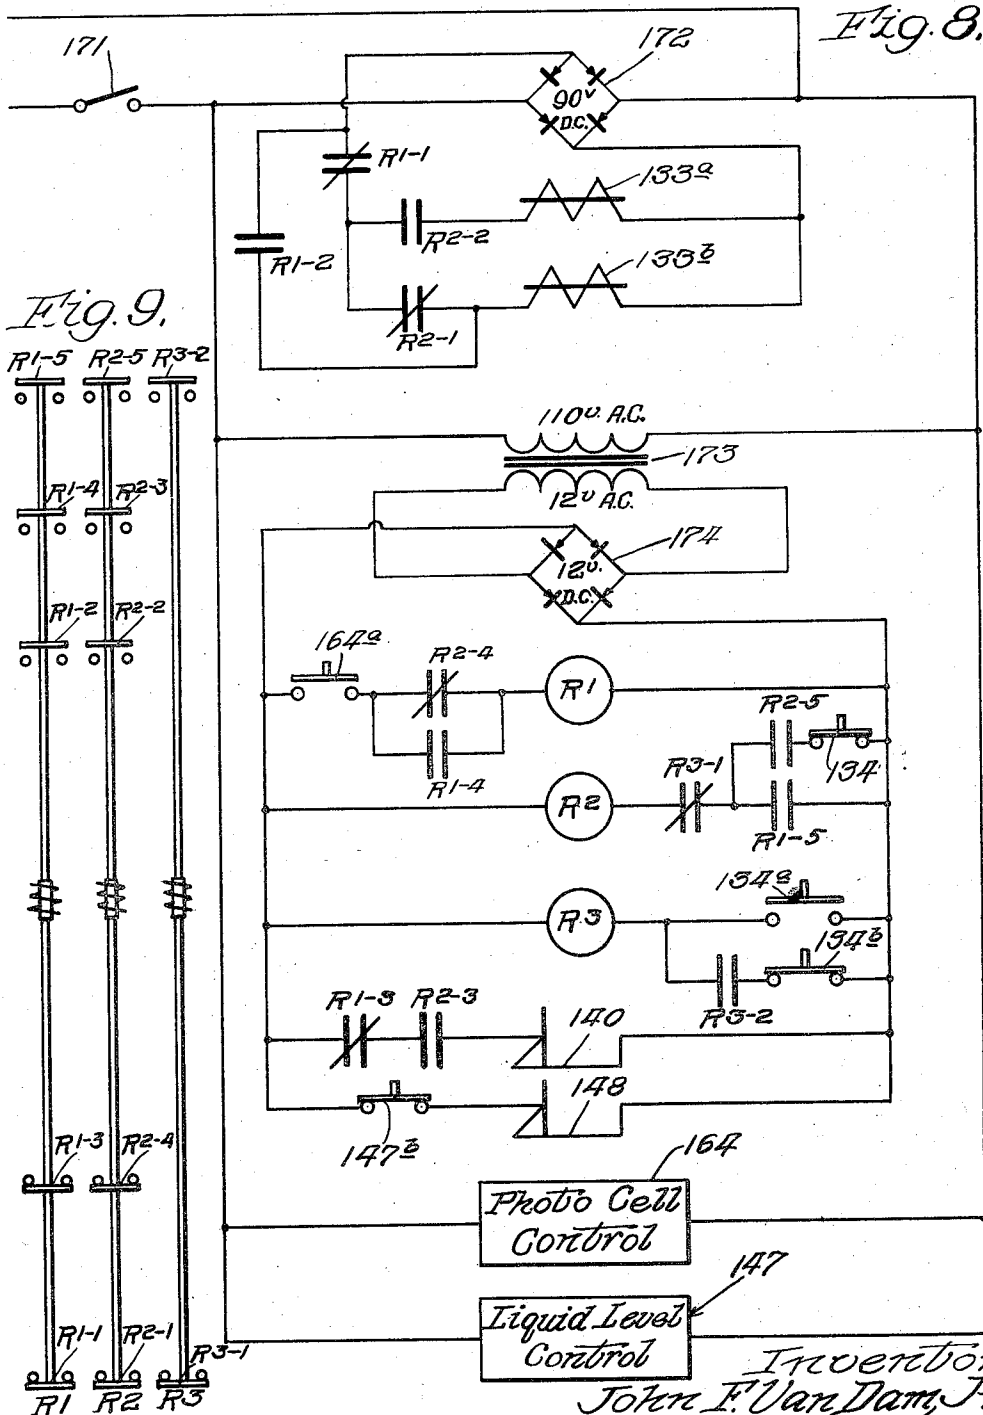 Fig. 8.
171
172
90v
D.C.
R1-1
133a
R2-2
R1-2
133b
R2-1
Fig. 9.
R1-5 R2-5 R3-2
110v. A.C.
173
12v A.C.
R1-4 R2-3
174
12v.
D.C.
R1-2 R2-2
164a
R2-4
R1
R1-4
R2-5
134
R3-1
R2
R1-5
134a
R3
134b
R3-2
R1-3 R2-3
140
148
147b
R1-3 R2-4
164
Photo Cell
Control
147
Liquid Level
Control
R1-1 R2-1 R3-1
R1 R2 R3
John F. Van Dam, J